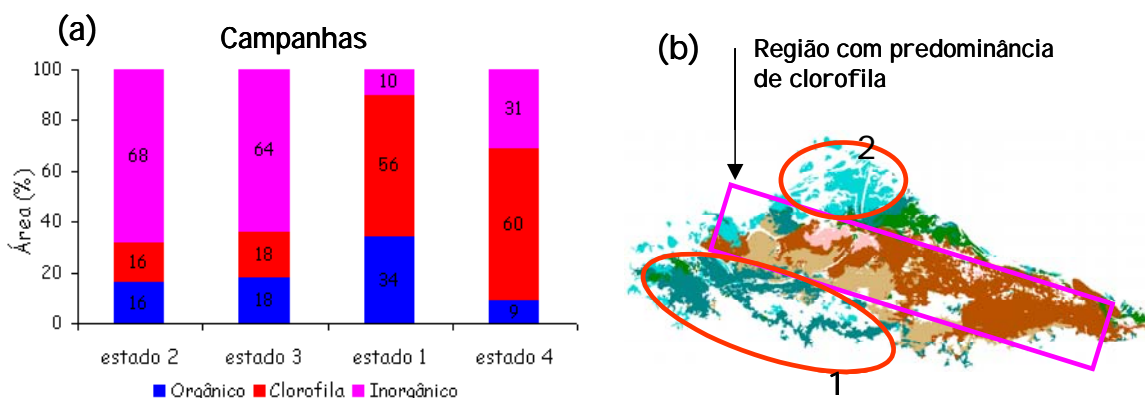 (a)
Campanhas
Área (%)
100
80
60
40
20
0
68
16
16
64
18
18
10
56
34
31
60
9
estado 2
estado 3
estado 1
estado 4
Orgânico
Clorofila
Inorgânico
(b)
Região com predominância
de clorofila
2
1